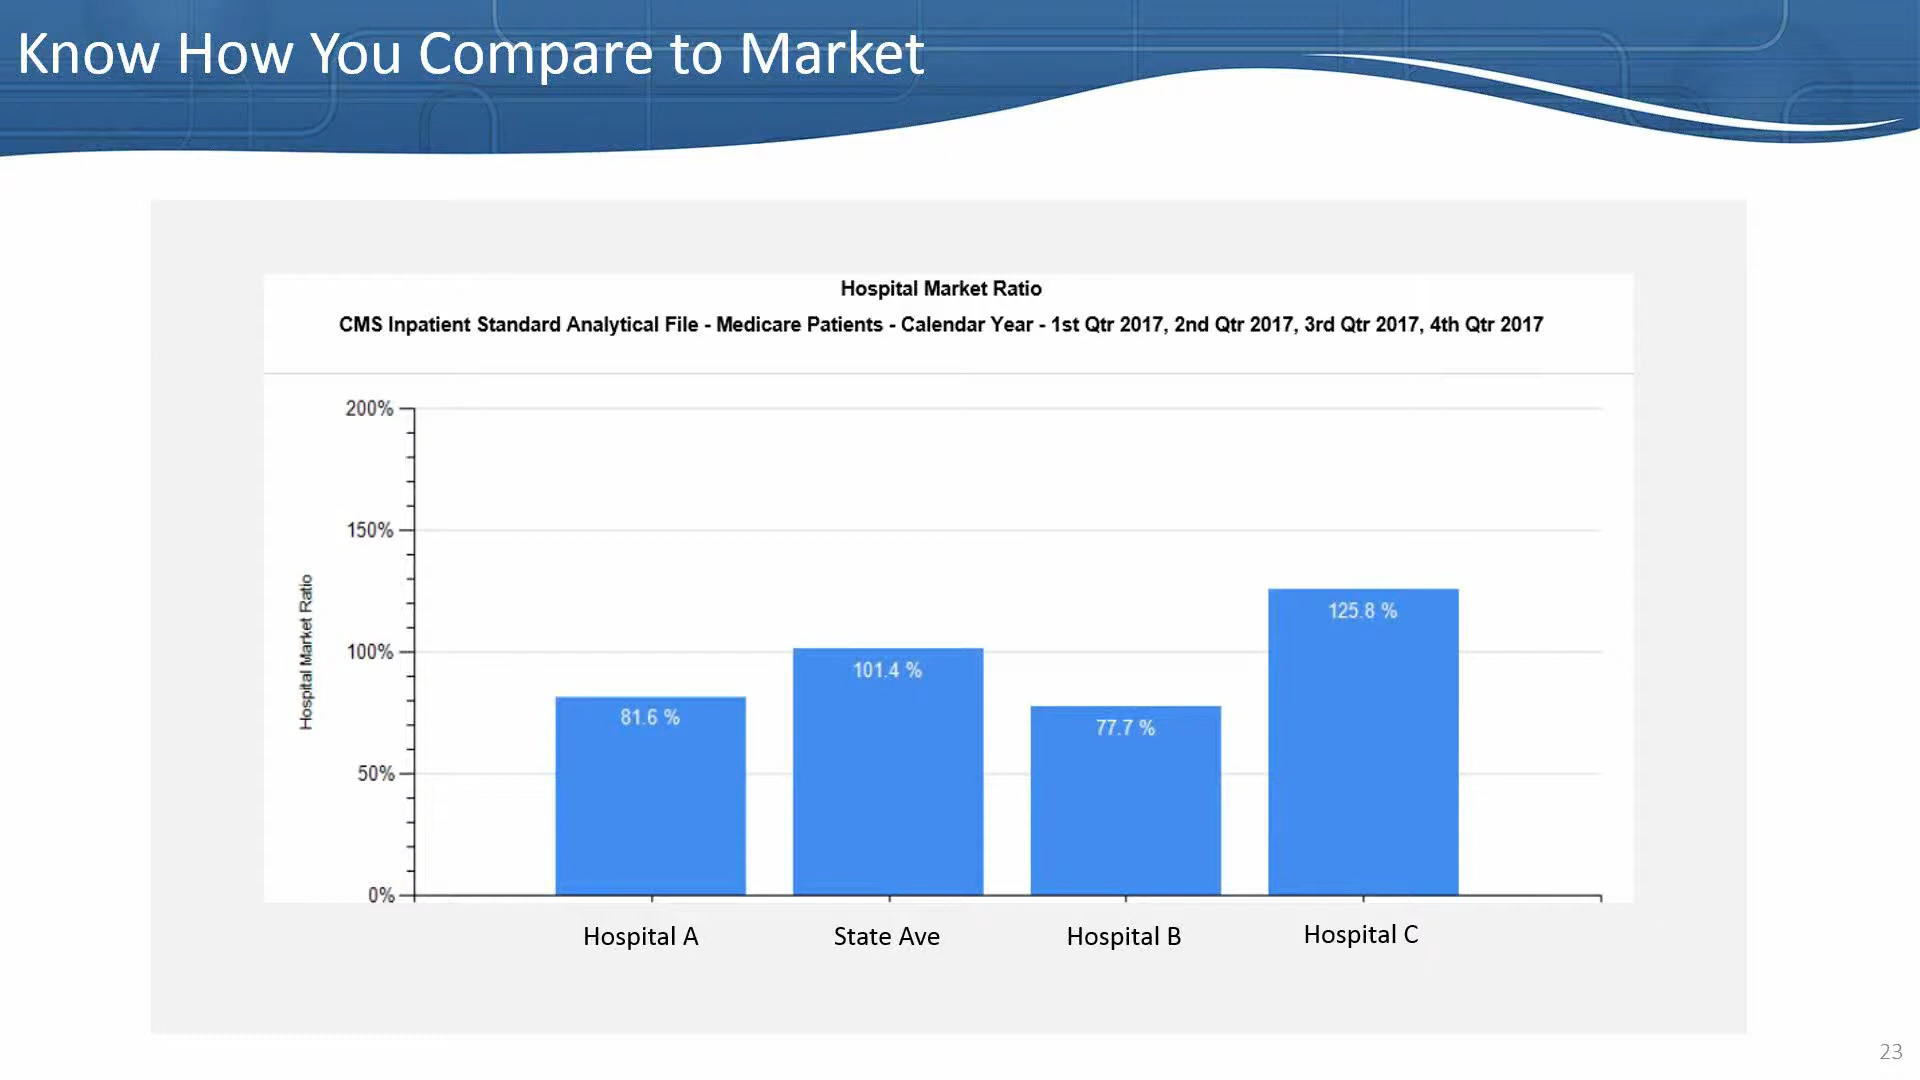 Know How You Compare to Market
Hospital Market Ratio
CMS Inpatient Standard Analytical File - Medicare Patients - Calendar Year - 1st Qtr 2017, 2nd Qtr 2017, 3rd Qtr 2017, 4th Qtr 2017
Hospital Market Ratio
200%
150%
100%
50%
0%
81.6 %
101.4 %
77.7 %
125.8 %
Hospital A
State Ave
Hospital B
Hospital C
23